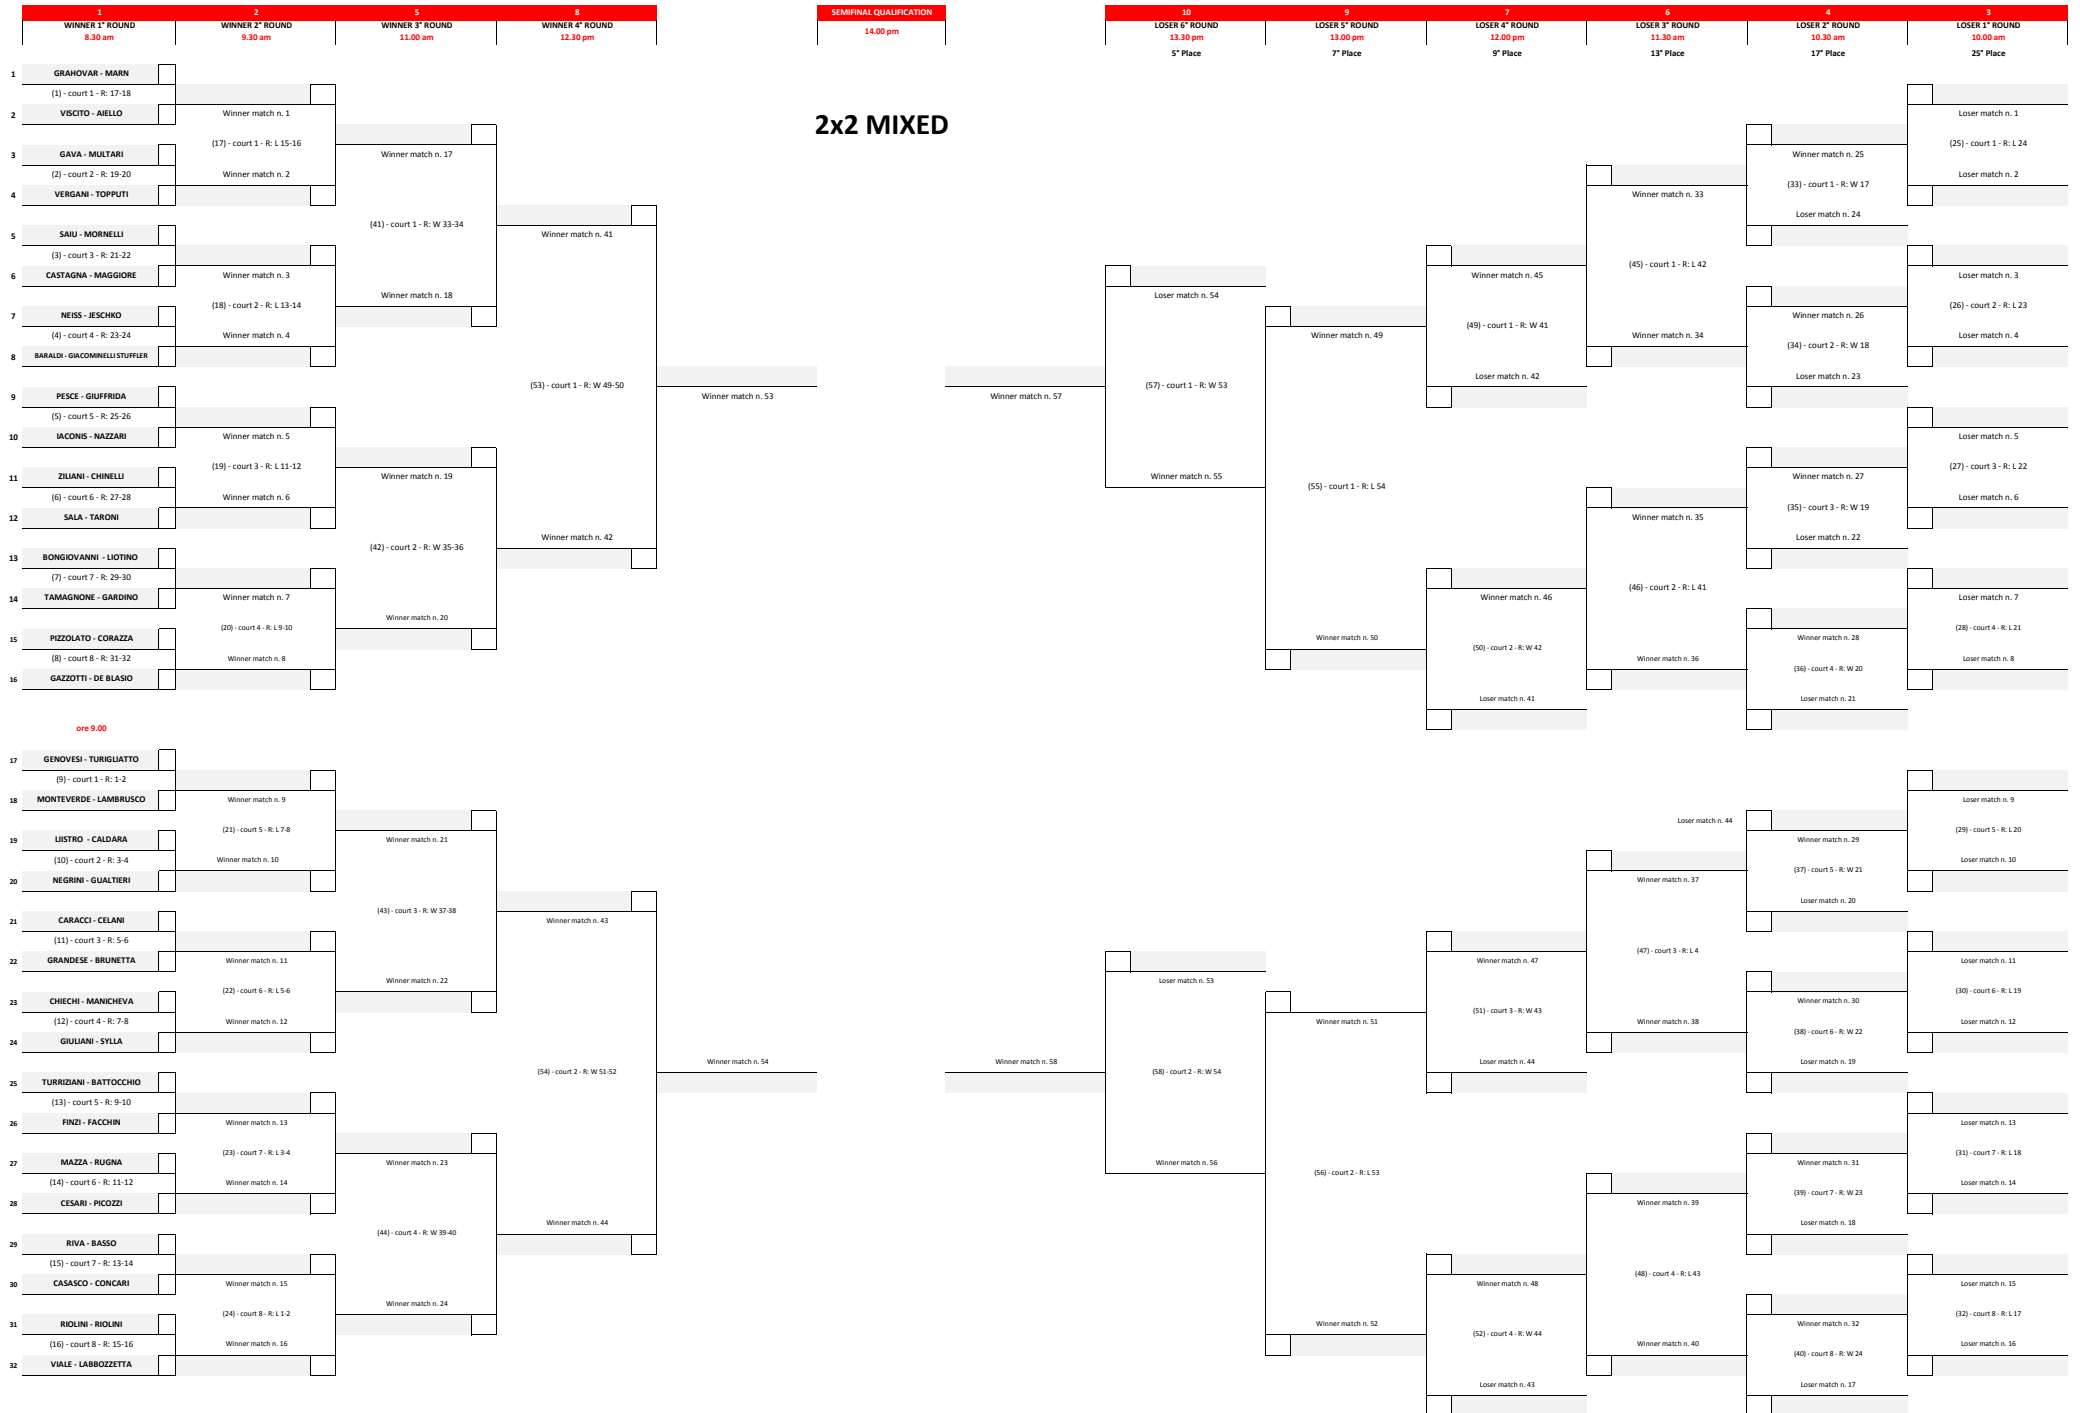 1 2 5 8 SEMIFINAL QUALIFICATION 10 9 7 6 4 3
WINNER 1° ROUND WINNER 2° ROUND WINNER 3° ROUND WINNER 4° ROUND LOSER 6° ROUND LOSER 5° ROUND LOSER 4° ROUND LOSER 3° ROUND LOSER 2° ROUND LOSER 1° ROUND
8.30 am 9.30 am 11.00 am 12.30 pm 14.00 pm 13.30 pm 13.00 pm 12.00 pm 11.30 am 10.30 am 10.00 am
5° Place 7° Place 9° Place 13° Place 17° Place 25° Place
2x2 MIXED
1 GRAHOVAR - MARN
(1) - court 1 - R: 17-18
2 VISCITO - AIELLO
3 GAVA - MULTARI
(2) - court 2 - R: 19-20
4 VERGANI - TOPPUTI
5 SAIU - MORNELLI
(3) - court 3 - R: 21-22
6 CASTAGNA - MAGGIORE
7 NEISS - JESCHKO
(4) - court 4 - R: 23-24
8 BARALDI - GIACOMINELLI STUFFLER
9 PESCE - GIUFFRIDA
(5) - court 5 - R: 25-26
10 IACONIS - NAZZARI
11 ZILIANI - CHINELLI
(6) - court 6 - R: 27-28
12 SALA - TARONI
13 BONGIOVANNI - LIOTINO
(7) - court 7 - R: 29-30
14 TAMAGNONE - GARDINO
15 PIZZOLATO - CORAZZA
(8) - court 8 - R: 31-32
16 GAZZOTTI - DE BLASIO
ore 9.00
17 GENOVESI - TURIGLIATTO
(9) - court 1 - R: 1-2
18 MONTEVERDE - LAMBRUSCO
19 LIISTRO - CALDARA
(10) - court 2 - R: 3-4
20 NEGRINI - GUALTIERI
21 CARACCI - CELANI
(11) - court 3 - R: 5-6
22 GRANDESE - BRUNETTA
23 CHIECHI - MANICHEVA
(12) - court 4 - R: 7-8
24 GIULIANI - SYLLA
25 TURRIZIANI - BATTOCCHIO
(13) - court 5 - R: 9-10
26 FINZI - FACCHIN
27 MAZZA - RUGNA
(14) - court 6 - R: 11-12
28 CESARI - PICOZZI
29 RIVA - BASSO
(15) - court 7 - R: 13-14
30 CASASCO - CONCARI
31 RIOLINI - RIOLINI
(16) - court 8 - R: 15-16
32 VIALE - LABBOZZETTA
Winner match n. 1
(17) - court 1 - R: L 15-16
Winner match n. 2
Winner match n. 3
(18) - court 2 - R: L 13-14
Winner match n. 4
Winner match n. 5
(19) - court 3 - R: L 11-12
Winner match n. 6
Winner match n. 7
(20) - court 4 - R: L 9-10
Winner match n. 8
Winner match n. 9
(21) - court 5 - R: L 7-8
Winner match n. 10
Winner match n. 11
(22) - court 6 - R: L 5-6
Winner match n. 12
Winner match n. 13
(23) - court 7 - R: L 3-4
Winner match n. 14
Winner match n. 15
(24) - court 8 - R: L 1-2
Winner match n. 16
Winner match n. 17
(41) - court 1 - R: W 33-34
Winner match n. 18
Winner match n. 19
(42) - court 2 - R: W 35-36
Winner match n. 20
Winner match n. 21
(43) - court 3 - R: W 37-38
Winner match n. 22
Winner match n. 23
(44) - court 4 - R: W 39-40
Winner match n. 24
Winner match n. 41
(53) - court 1 - R: W 49-50
Winner match n. 42
Winner match n. 43
(54) - court 2 - R: W 51-52
Winner match n. 44
Winner match n. 53
Winner match n. 54
Winner match n. 57
Winner match n. 58
Loser match n. 54
(57) - court 1 - R: W 53
Winner match n. 55
Loser match n. 53
(58) - court 2 - R: W 54
Winner match n. 56
Winner match n. 49
(55) - court 1 - R: L 54
Winner match n. 50
Winner match n. 51
(56) - court 2 - R: L 53
Winner match n. 52
Winner match n. 45
(49) - court 1 - R: W 41
Loser match n. 42
Winner match n. 46
(50) - court 2 - R: W 42
Loser match n. 41
Winner match n. 47
(51) - court 3 - R: W 43
Loser match n. 44
Winner match n. 48
(52) - court 4 - R: W 44
Loser match n. 43
Winner match n. 33
(45) - court 1 - R: L 42
Winner match n. 34
Winner match n. 35
(46) - court 2 - R: L 41
Winner match n. 36
Loser match n. 44
Winner match n. 37
(47) - court 3 - R: L 4
Winner match n. 38
Winner match n. 39
(48) - court 4 - R: L 43
Winner match n. 40
Winner match n. 25
(33) - court 1 - R: W 17
Loser match n. 24
Winner match n. 26
(34) - court 2 - R: W 18
Loser match n. 23
Winner match n. 27
(35) - court 3 - R: W 19
Loser match n. 22
Winner match n. 28
(36) - court 4 - R: W 20
Loser match n. 21
Winner match n. 29
(37) - court 5 - R: W 21
Loser match n. 20
Winner match n. 30
(38) - court 6 - R: W 22
Loser match n. 19
Winner match n. 31
(39) - court 7 - R: W 23
Loser match n. 18
Winner match n. 32
(40) - court 8 - R: W 24
Loser match n. 17
Loser match n. 1
(25) - court 1 - R: L 24
Loser match n. 2
Loser match n. 3
(26) - court 2 - R: L 23
Loser match n. 4
Loser match n. 5
(27) - court 3 - R: L 22
Loser match n. 6
Loser match n. 7
(28) - court 4 - R: L 21
Loser match n. 8
Loser match n. 9
(29) - court 5 - R: L 20
Loser match n. 10
Loser match n. 11
(30) - court 6 - R: L 19
Loser match n. 12
Loser match n. 13
(31) - court 7 - R: L 18
Loser match n. 14
Loser match n. 15
(32) - court 8 - R: L 17
Loser match n. 16